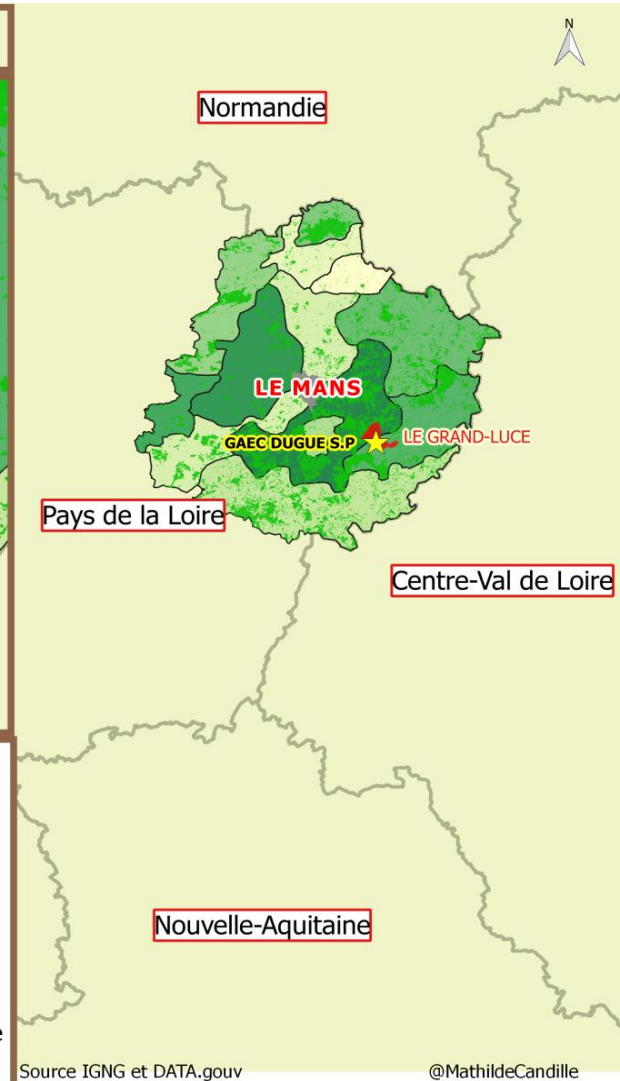 N
Normandie
LE MANS
GAEC DUGUE S.P
LE GRAND-LUCE
Pays de la Loire
Centre-Val de Loire
Nouvelle-Aquitaine
e
Source IGNG et DATA.gouv
@MathildeCandille